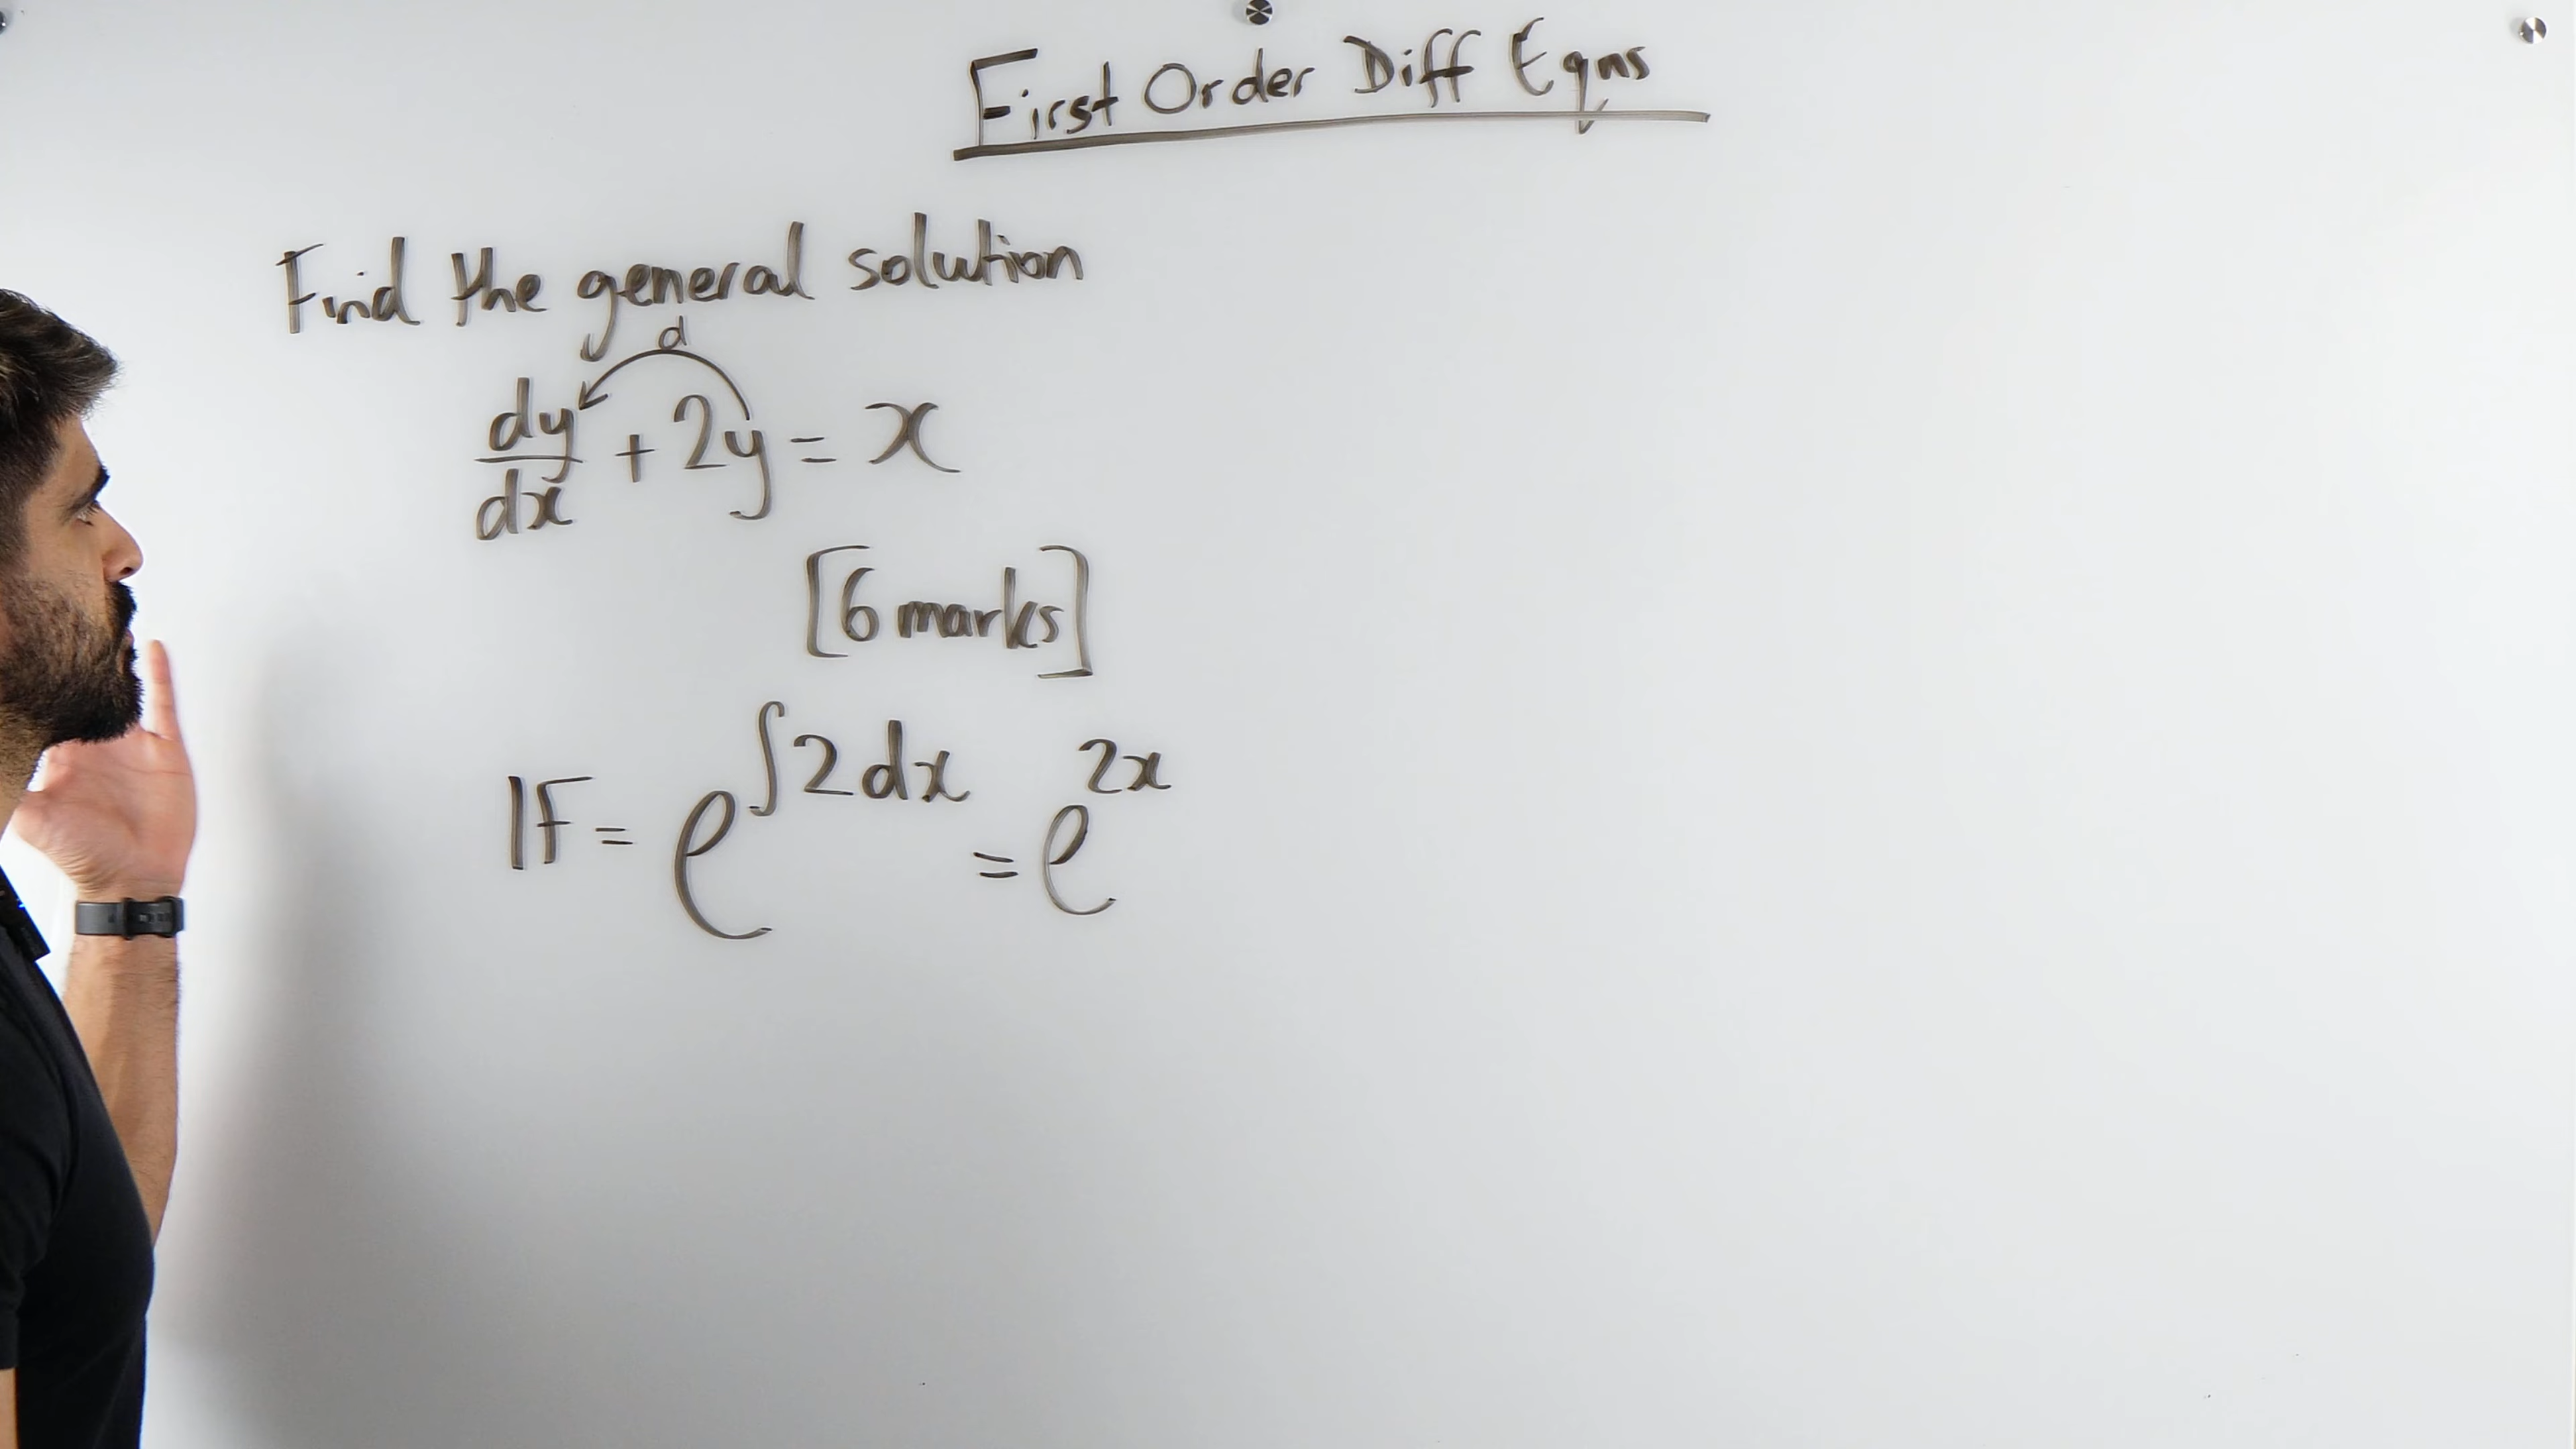 First Order Diff Eqns
Find the general solution
d
dy/dx + 2y = x
[6 marks]
IF = e^∫2dx = e^2x